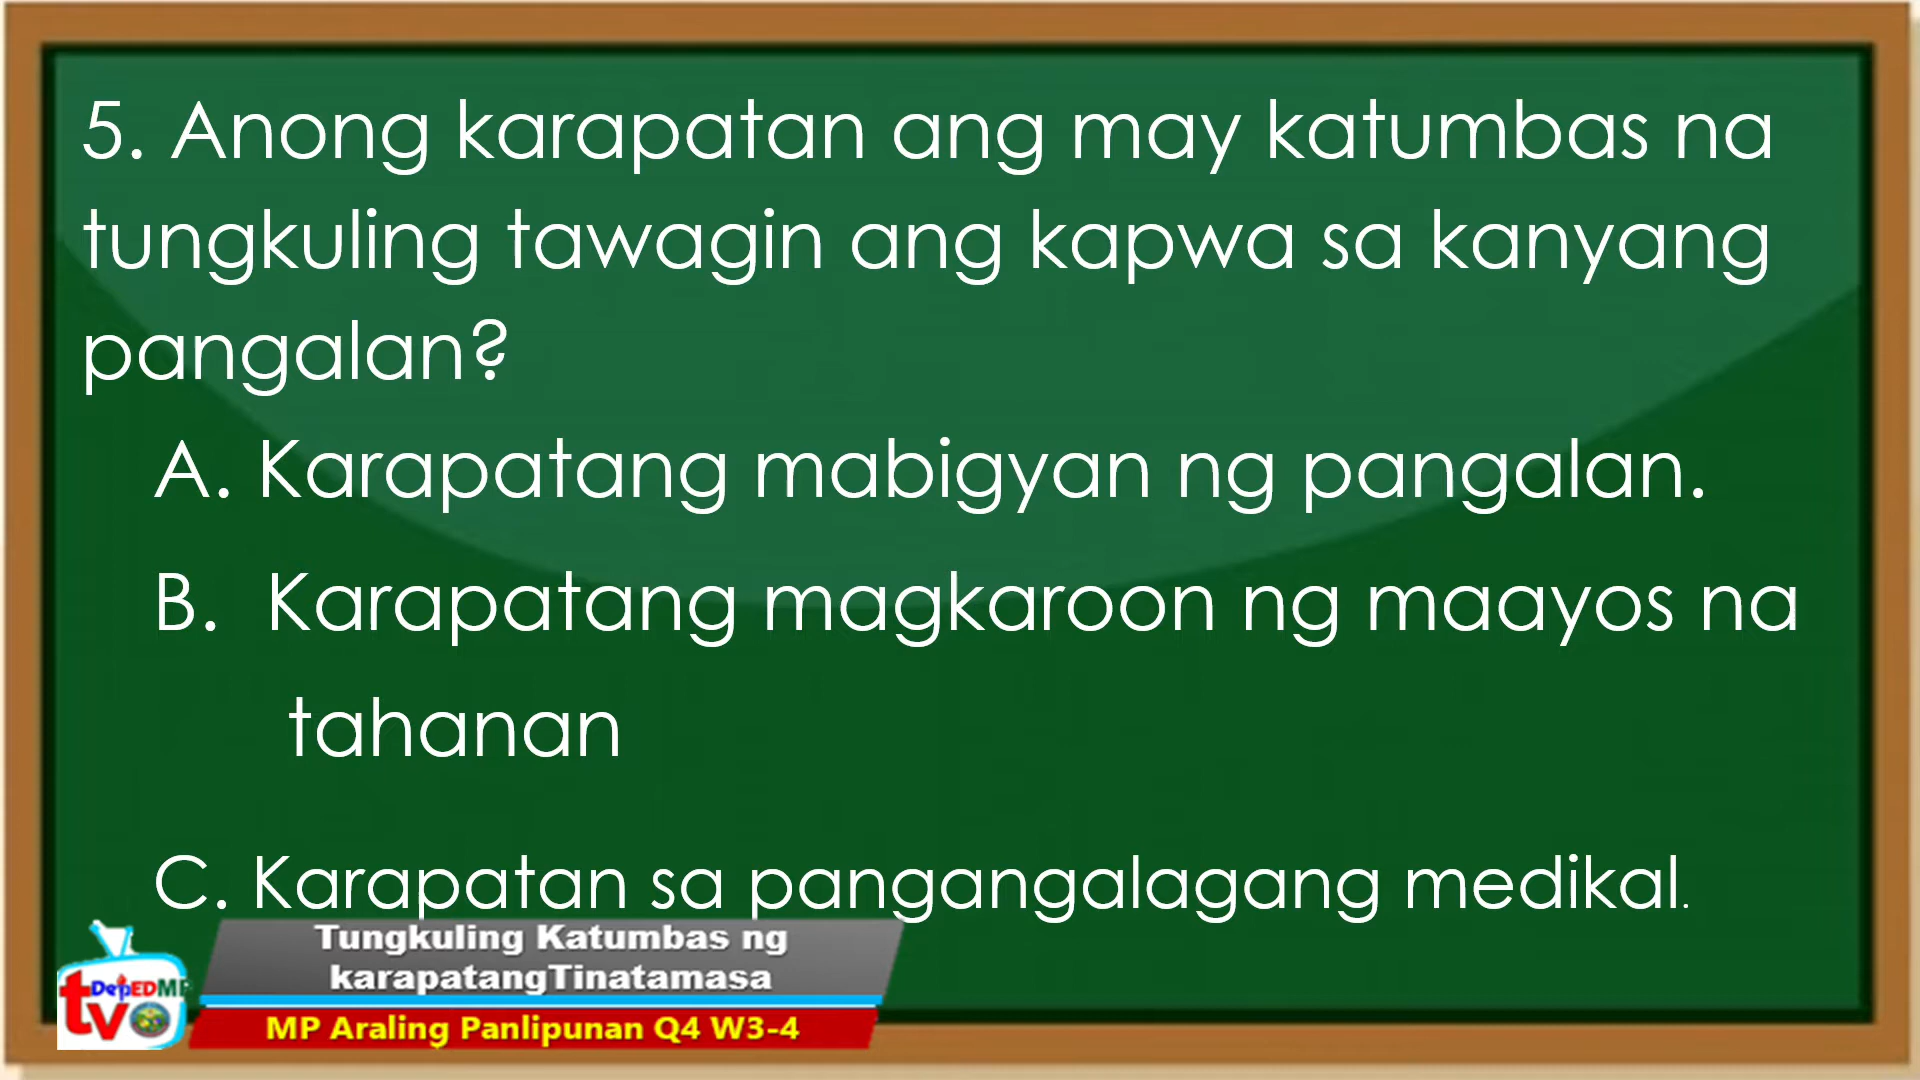 5. Anong karapatan ang may katumbas na
tungkuling tawagin ang kapwa sa kanyang
pangalan?
A. Karapatang mabigyan ng pangalan.
B. Karapatang magkaroon ng maayos na
tahanan
C. Karapatan sa pangangalagang medikal.
Tungkuling Katumbas ng
karapatangTinatamasa
DepEDMP
tv
MP Araling Panlipunan Q4 W3-4